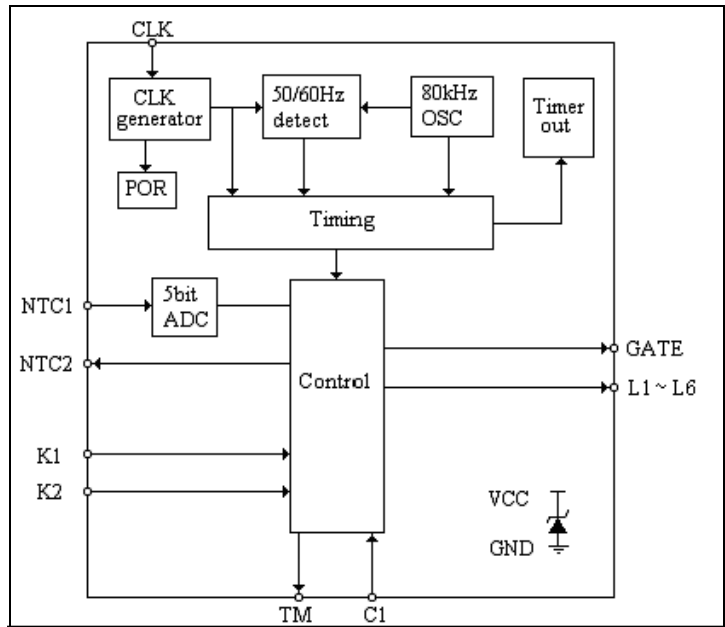 CLK
CLK
generator
50/60Hz
detect
80kHz
OSC
Timer
out
POR
Timing
NTC1
5bit
ADC
NTC2
Control
GATE
L1~L6
K1
K2
VCC
GND
TM
C1